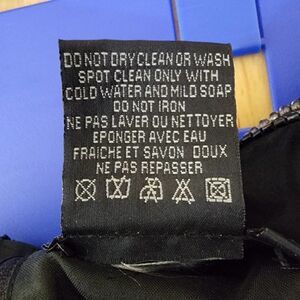 DO NOT DRY CLEAN OR WASH
SPOT CLEAN ONLY WITH
COLD WATER AND MILD SOAP
DO NOT IRON
NE PAS LAVER OU NETTOYER
EPONGER AVEC EAU
FRAICHE ET SAVON DOUX
NE PAS REPASSER